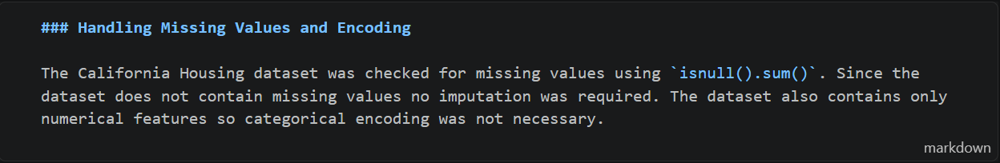 ### Handling Missing Values and Encoding
The California Housing dataset was checked for missing values using `isnull().sum()`. Since the
dataset does not contain missing values no imputation was required. The dataset also contains only
numerical features so categorical encoding was not necessary.
markdown